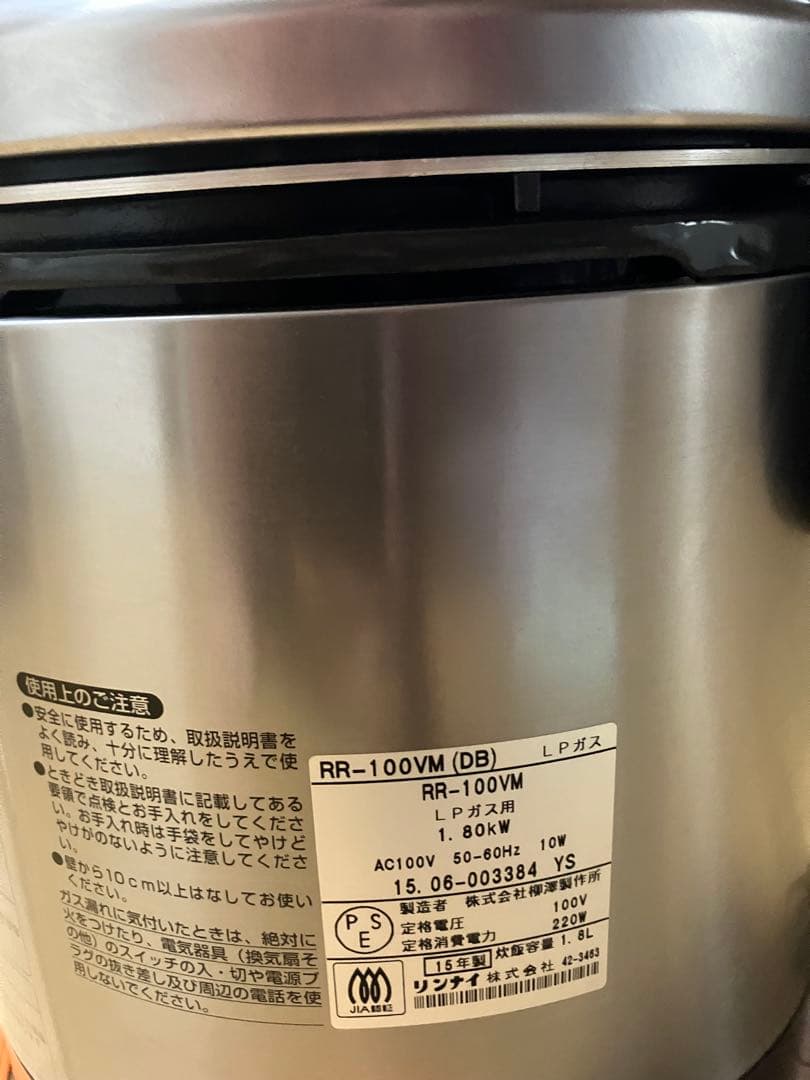 使用上のご注意
●安全に使用するため、取扱説明書を
よく読み、十分に理解したうえで使
用してください。
●ときどき取扱説明書に記載してある
要領で点検とお手入れをしてくださ
い。お手入れ時は手袋をしてやけど
やけがのないように注意してくださ
い。
●壁から10cm以上はなしてお使い
ください。
ガス漏れに気付いたときは、絶対に
火をつけたり、電気器具（換気扇そ
の他）のスイッチの入・切や電源プ
ラグの抜き差し及び周辺の電話を使
用しないでください。
RR-100VM(DB) LPガス
RR-100VM
LPガス用
1.80kW
AC100V 50-60Hz 10W
15.06-003384 YS
製造者 株式会社柳澤製作所
定格電圧 100V
定格消費電力 220W
PSE
15年製 炊飯容量 1.8L
リンナイ株式会社 42-3463
JIA認証